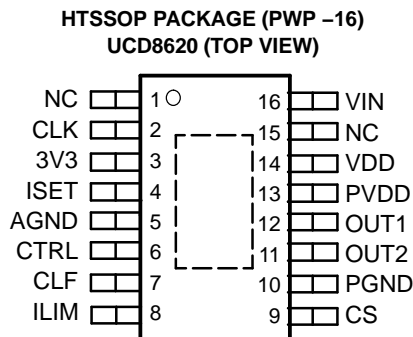 HTSSOP PACKAGE (PWP –16)
UCD8620 (TOP VIEW)
NC 1 16 VIN
CLK 2 15 NC
3V3 3 14 VDD
ISET 4 13 PVDD
AGND 5 12 OUT1
CTRL 6 11 OUT2
CLF 7 10 PGND
ILIM 8 9 CS